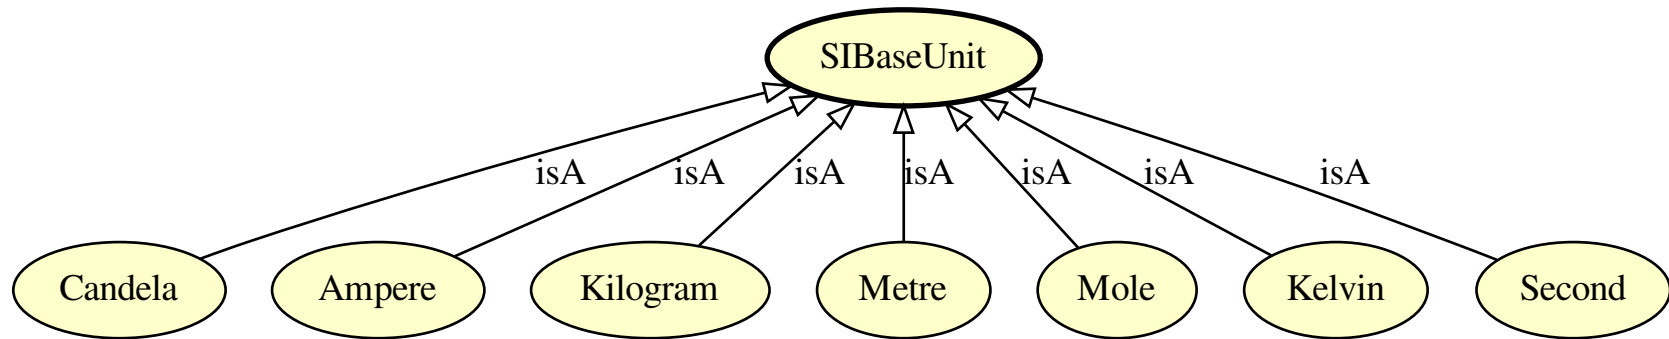 SIBaseUnit
isA isA isA isA isA isA isA
Candela Ampere Kilogram Metre Mole Kelvin Second